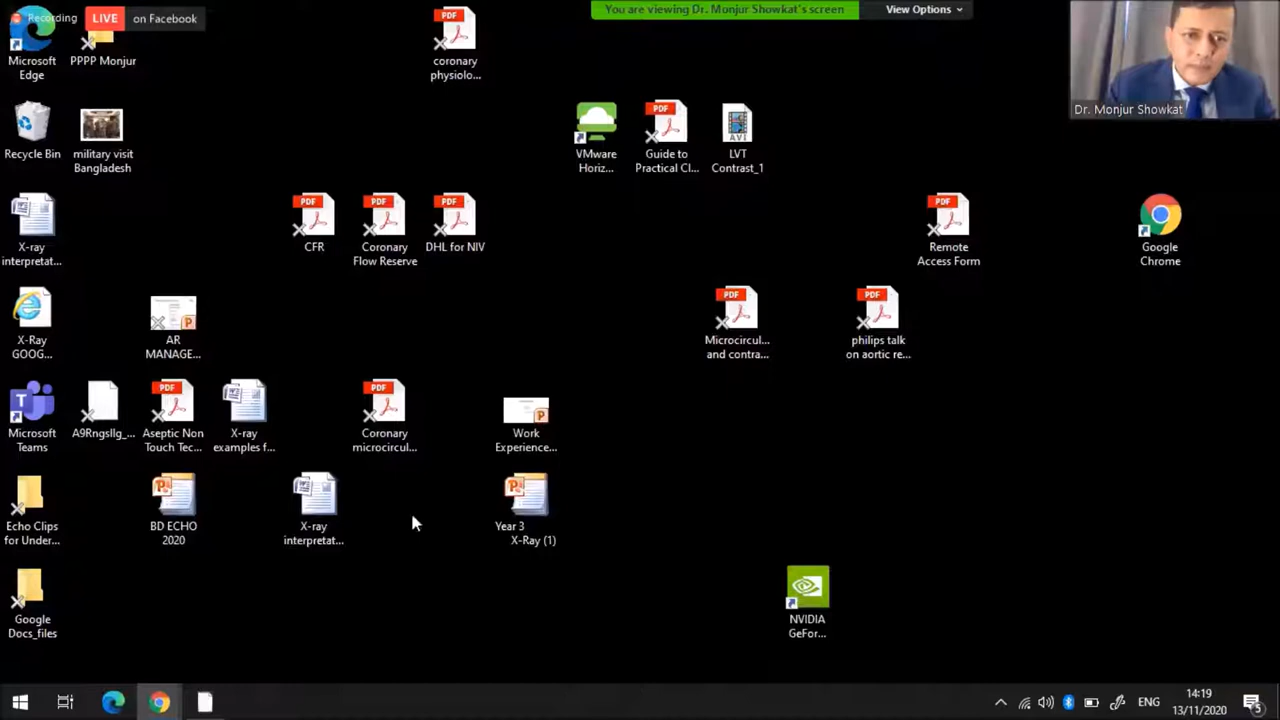 Recording
LIVE on Facebook
You are viewing Dr. Monjur Showkat's screen
View Options
Dr. Monjur Showkat
Microsoft
Edge
PPPP Monjur
PDF
coronary
physiolo...
Recycle Bin
military visit
Bangladesh
VMware
Horiz...
PDF
Guide to
Practical Cl...
AVI
LVT
Contrast_1
X-ray
interpretat...
PDF
CFR
PDF
Coronary
Flow Reserve
PDF
DHL for NIV
PDF
Remote
Access Form
Google
Chrome
X-Ray
GOOG...
AR
MANAGE...
PDF
Microcircul...
and contra...
PDF
philips talk
on aortic re...
Microsoft
Teams
A9Rngsllg_...
PDF
Aseptic Non
Touch Tec...
X-ray
examples f...
PDF
Coronary
microcircul...
Work
Experience...
Echo Clips
for Under...
BD ECHO
2020
X-ray
interpretat...
Year 3
X-Ray (1)
Google
Docs_files
NVIDIA
GeFor...
ENG
14:19
13/11/2020
5